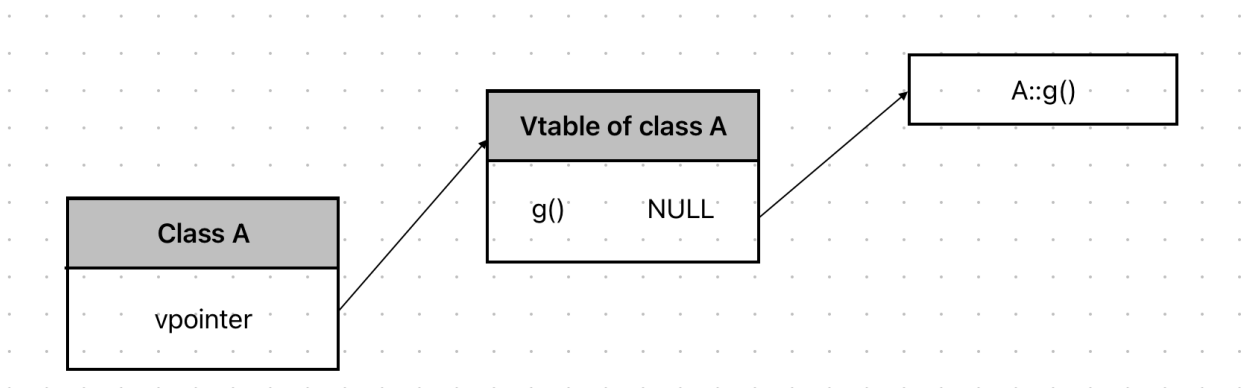 Class A
vpointer
Vtable of class A
g() NULL
A::g()